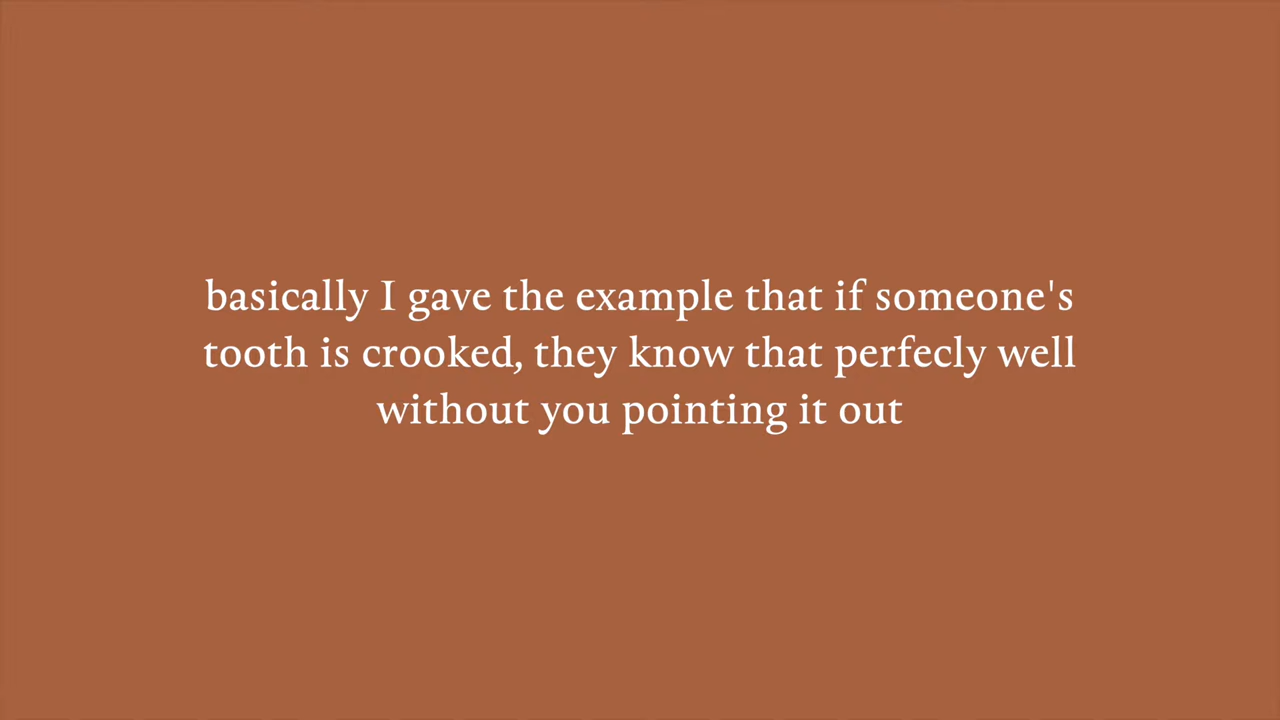 basically I gave the example that if someone's
tooth is crooked, they know that perfecly well
without you pointing it out